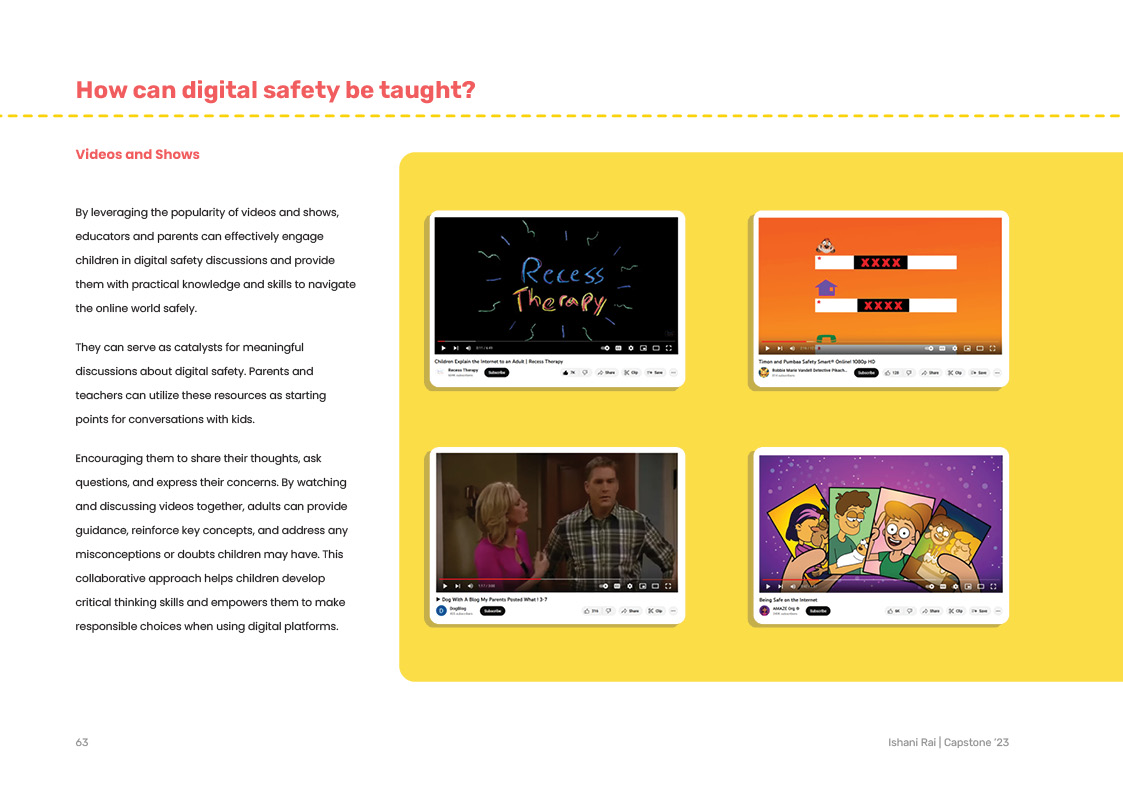 How can digital safety be taught?
Videos and Shows
By leveraging the popularity of videos and shows,
educators and parents can effectively engage
children in digital safety discussions and provide
them with practical knowledge and skills to navigate
the online world safely.
They can serve as catalysts for meaningful
discussions about digital safety. Parents and
teachers can utilize these resources as starting
points for conversations with kids.
Encouraging them to share their thoughts, ask
questions, and express their concerns. By watching
and discussing videos together, adults can provide
guidance, reinforce key concepts, and address any
misconceptions or doubts children may have. This
collaborative approach helps children develop
critical thinking skills and empowers them to make
responsible choices when using digital platforms.
Recess
Therapy
Children Explain the Internet to an Adult | Recess Therapy
Recess Therapy
Subscribe
7K
Share
Clip
Save
XXXX
XXXX
Timon and Pumbaa Safety Smart® Online! 1080p HD
Robbie Marie Vandell Detective Pikach..
Subscribe
128
Share
Clip
Save
Dog With A Blog My Parents Posted What 1 3-7
DogBlog
Subscribe
Share
Clip
Save
Being Safe on the Internet
AMAZE Org
Subscribe
6K
Share
Clip
Save
63
Ishani Rai | Capstone '23